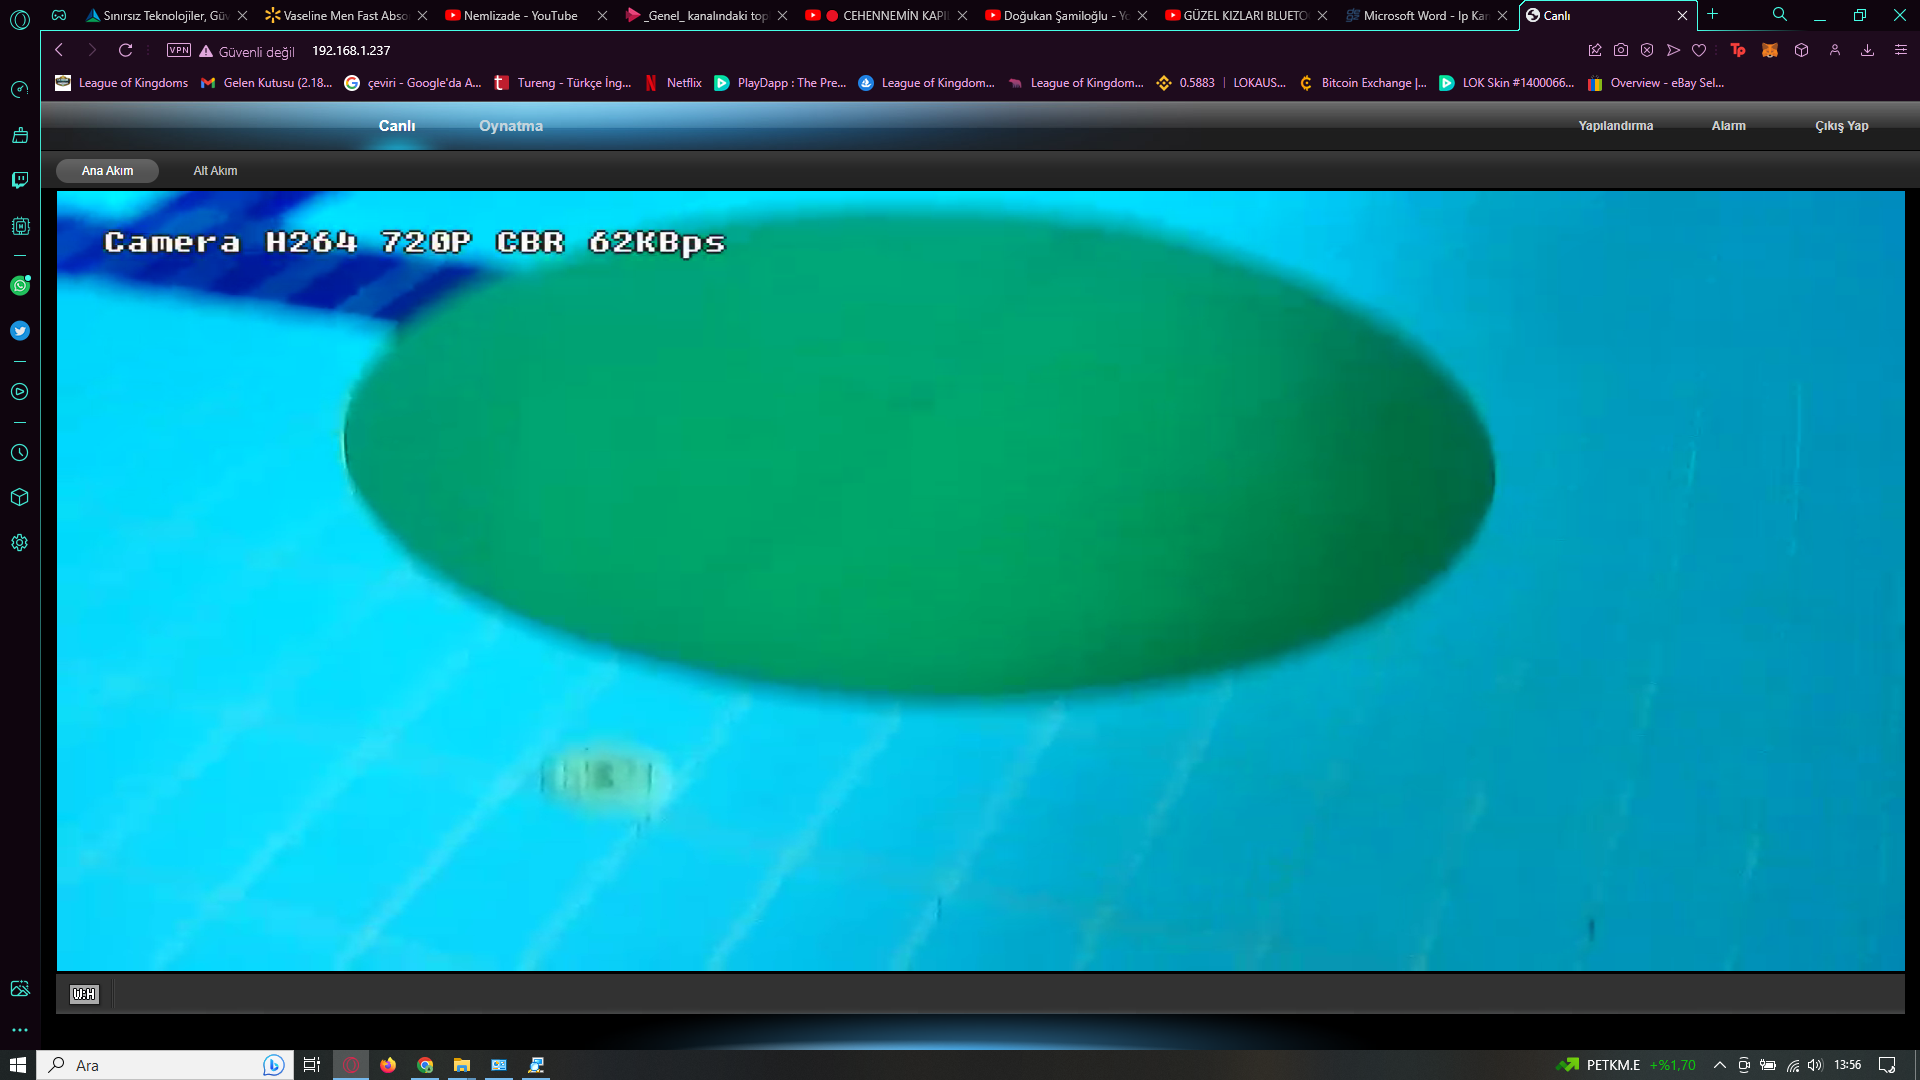 Sınırsız Teknolojiler, Güv
Vaseline Men Fast Abso
Nemlizade - YouTube
_Genel_ kanalındaki top
CEHENNEMİN KAPI
Doğukan Şamiloğlu - Yo
GÜZEL KIZLARI BLUETO
Microsoft Word - Ip Kam
Canlı
VPN
Güvenli değil
192.168.1.237
Tp
League of Kingdoms
Gelen Kutusu (2.18...
çeviri - Google'da A...
Tureng - Türkçe İng...
Netflix
PlayDapp : The Pre...
League of Kingdom...
League of Kingdom...
0.5883 | LOKAUS...
Bitcoin Exchange |...
LOK Skin #1400066...
Overview - eBay Sel...
Canlı
Oynatma
Yapılandırma
Alarm
Çıkış Yap
Ana Akım
Alt Akım
Camera H264 720P CBR 62KBps
W:H
Ara
PETKM.E +%1,70
13:56